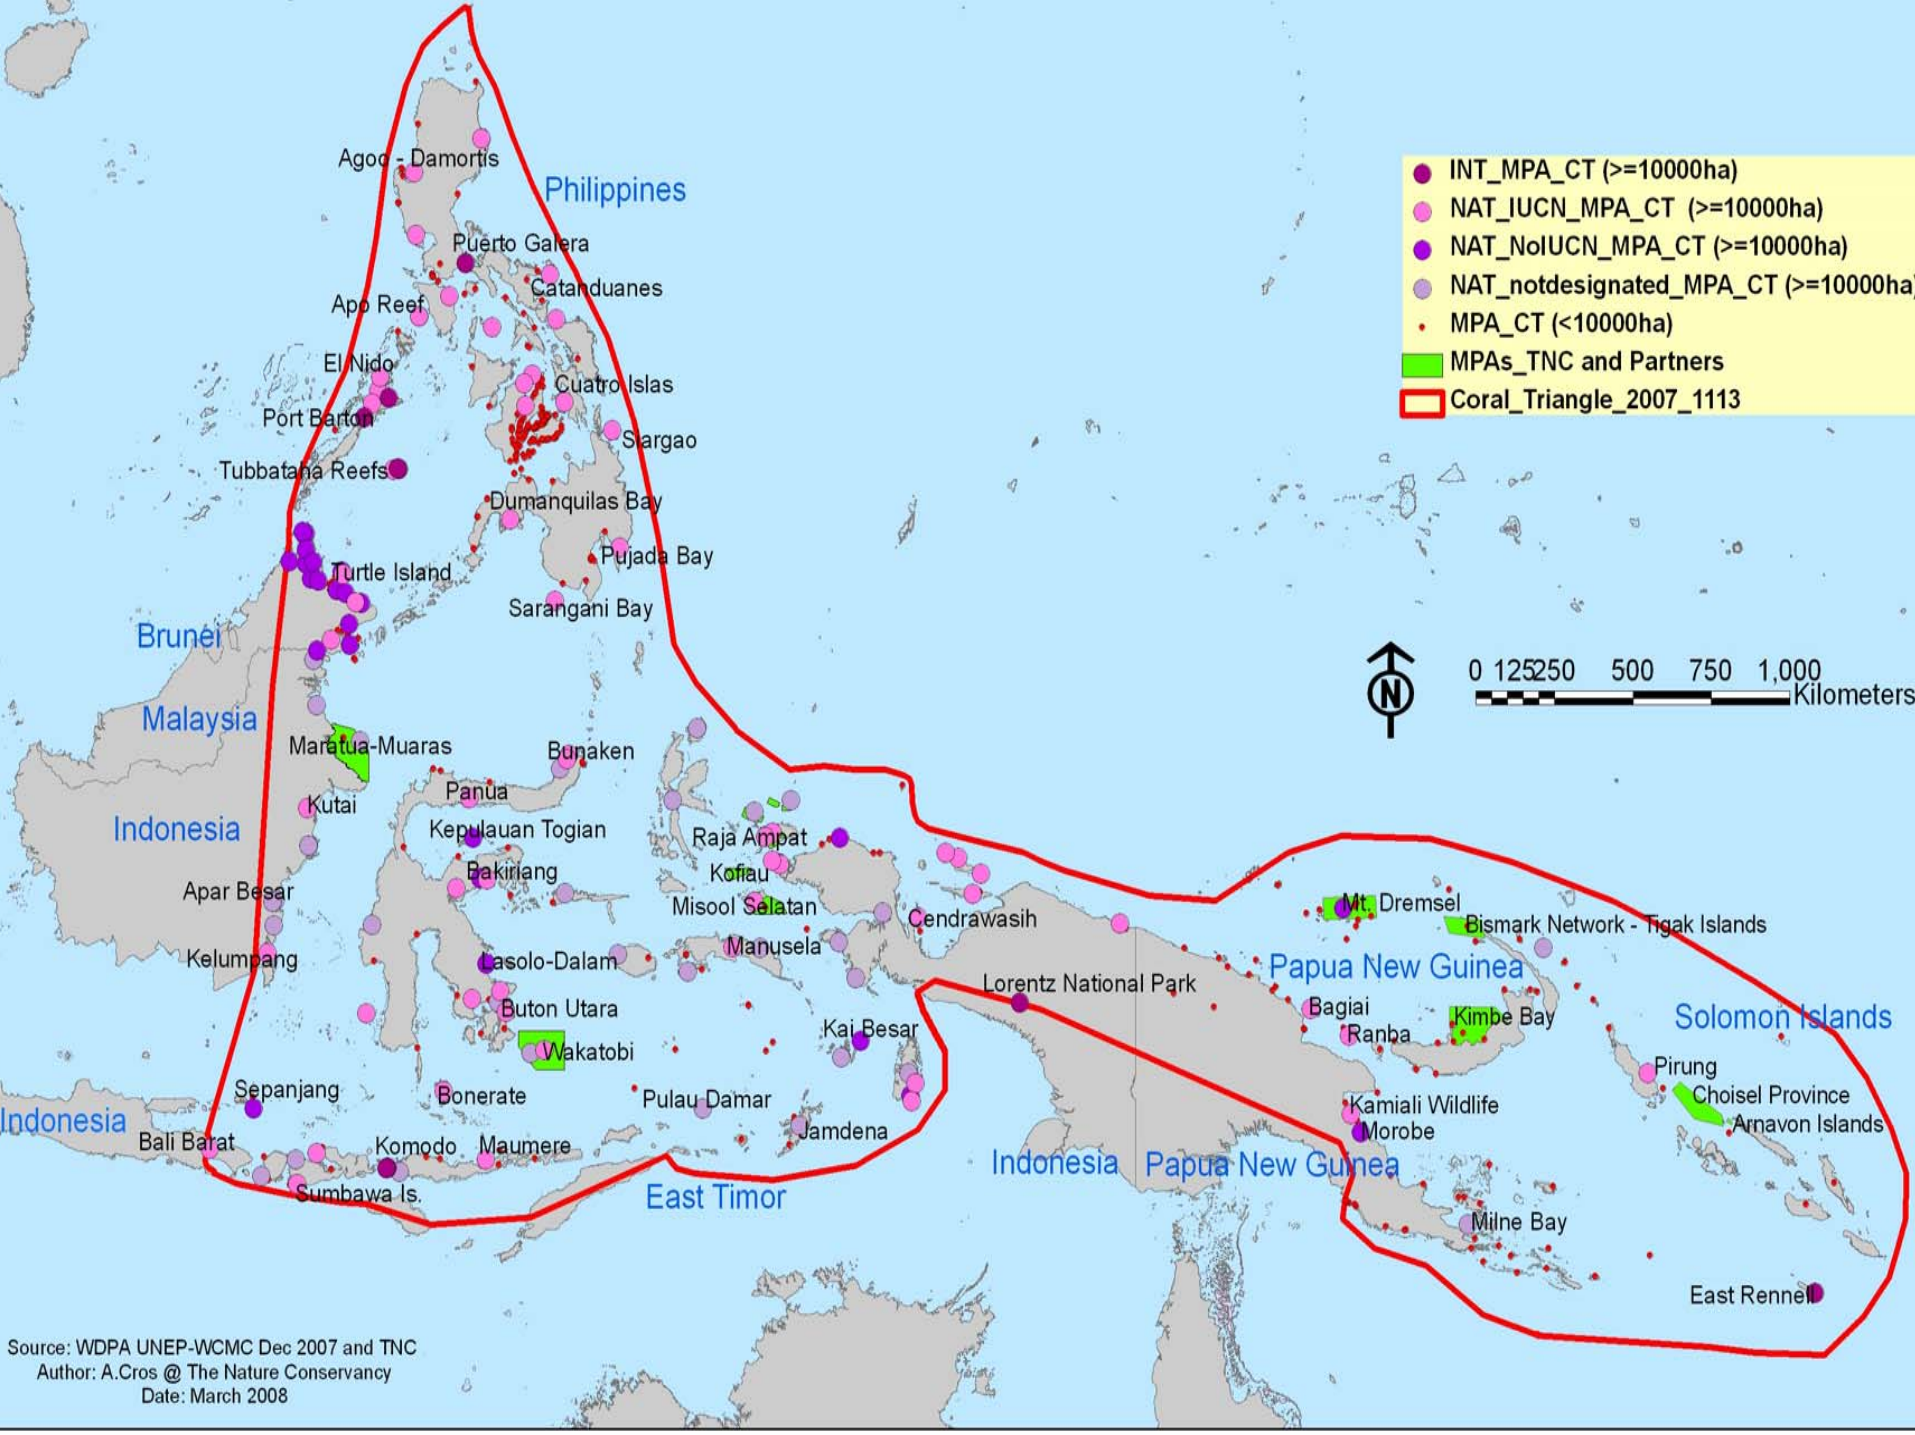 Agoo - Damortis
Philippines
Puerto Galera
Catanduanes
Apo Reef
El Nido
Cuatro Islas
Port Barton
Siargao
Tubbataha Reefs
Dumanquilas Bay
Pujada Bay
Turtle Island
Sarangani Bay
Brunei
Malaysia
Maratua-Muaras
Bunaken
Panua
Kutai
Indonesia
Kepulauan Togian
Raja Ampat
Bakiriang
Kofiau
Apar Besar
Misool Selatan
Cendrawasih
Manusela
Kelumpang
Lasolo-Dalam
Lorentz National Park
Buton Utara
Kai Besar
Wakatobi
Sepanjang
Bonerate
Pulau Damar
Indonesia
Bali Barat
Komodo
Maumere
Jamdena
Sumbawa Is.
East Timor
Indonesia
Papua New Guinea
Mt. Dremsel
Bismark Network - Tigak Islands
Papua New Guinea
Bagiai
Kimbe Bay
Ranba
Solomon Islands
Pirung
Choisel Province
Arnavon Islands
Kamiali Wildlife
Morobe
Milne Bay
East Rennell
INT_MPA_CT (>=10000ha)
NAT_IUCN_MPA_CT (>=10000ha)
NAT_NoIUCN_MPA_CT (>=10000ha)
NAT_notdesignated_MPA_CT (>=10000ha)
MPA_CT (<10000ha)
MPAs_TNC and Partners
Coral_Triangle_2007_1113
N
0 125250 500 750 1,000
Kilometers
Source: WDPA UNEP-WCMC Dec 2007 and TNC
Author: A.Cros @ The Nature Conservancy
Date: March 2008